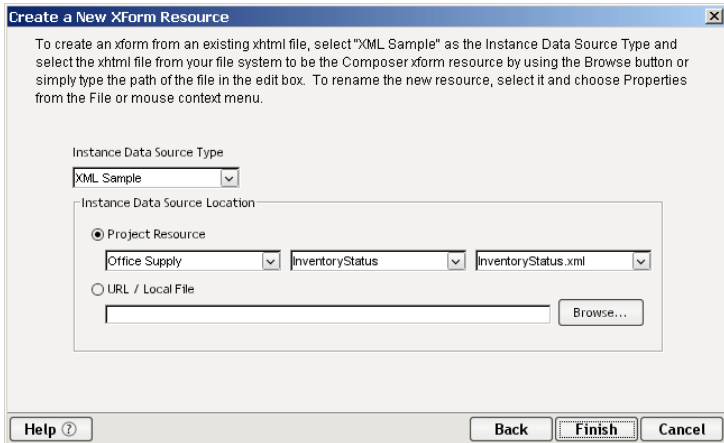 Create a New XForm Resource
To create an xform from an existing xhtml file, select "XML Sample" as the Instance Data Source Type and
select the xhtml file from your file system to be the Composer xform resource by using the Browse button or
simply type the path of the file in the edit box. To rename the new resource, select it and choose Properties
from the File or mouse context menu.
Instance Data Source Type
XML Sample
Instance Data Source Location
Project Resource
Office Supply InventoryStatus InventoryStatus.xml
URL / Local File
Browse...
Help ? Back Finish Cancel